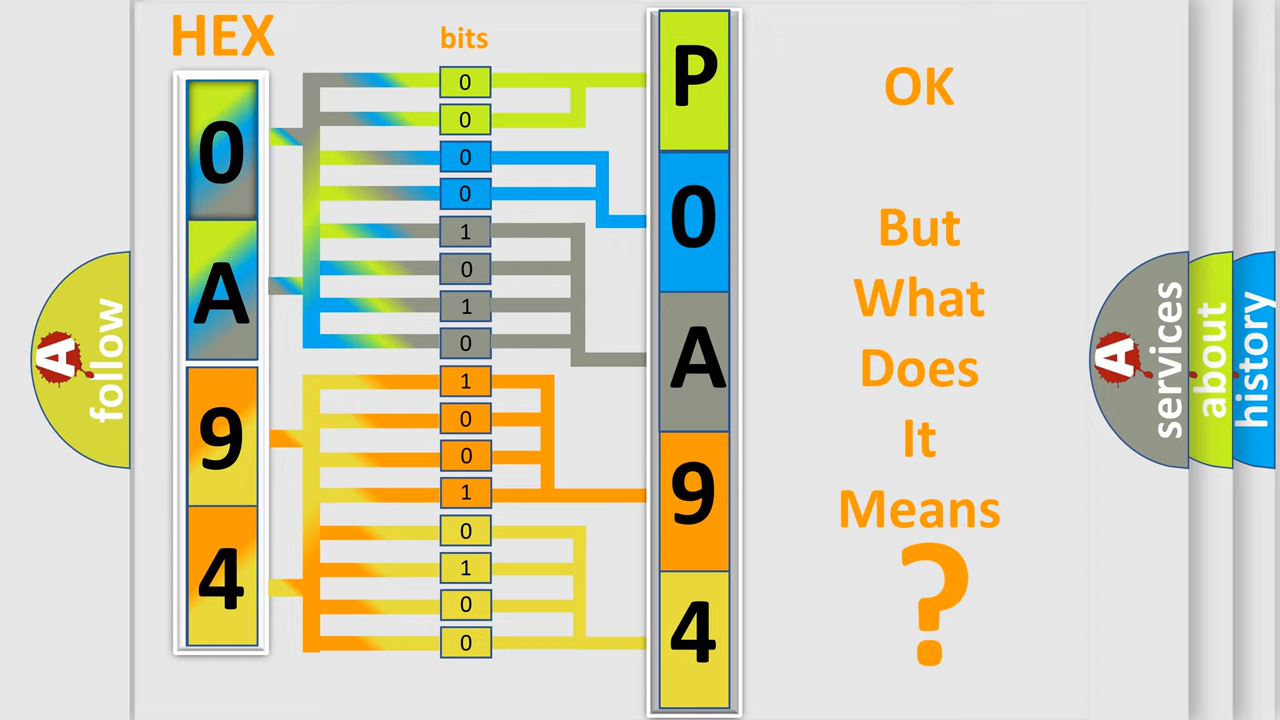 HEX
bits
0
A
9
4
0
0
0
0
1
0
1
0
1
0
0
1
0
1
0
0
P
0
A
9
4
OK
But
What
Does
It
Means
?
A
follow
A
services
about
history